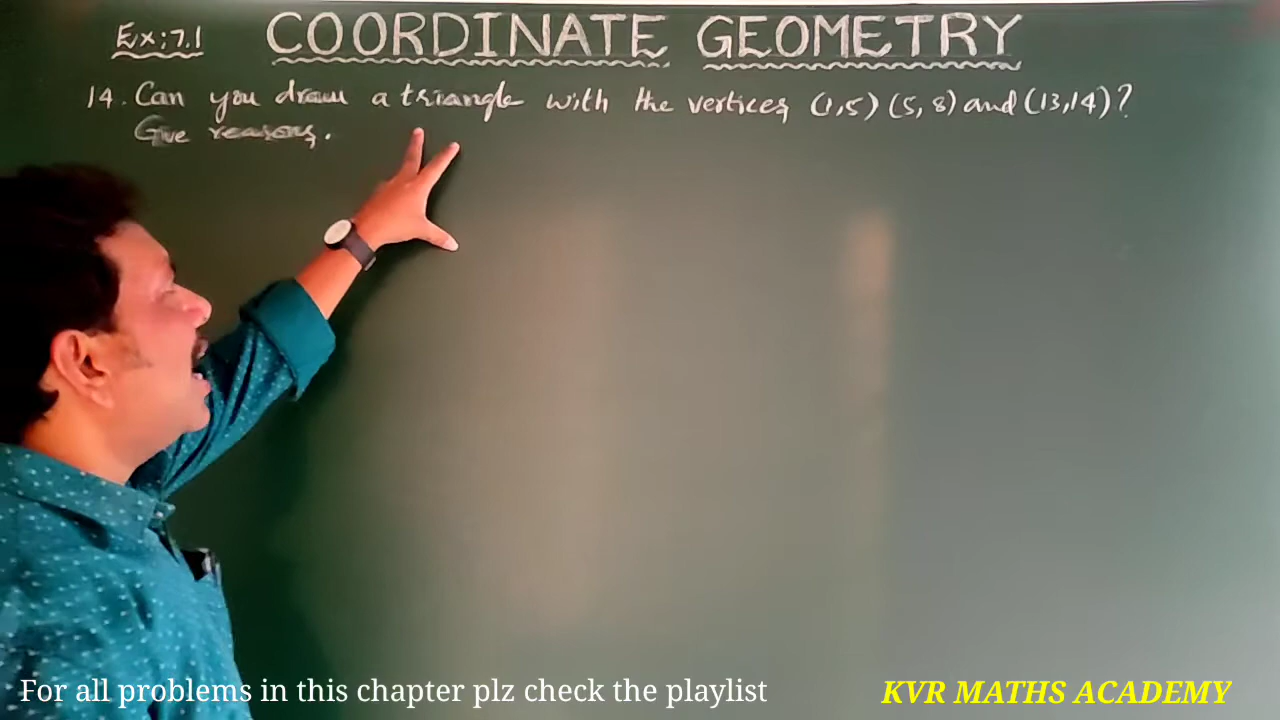 Ex:7.1 COORDINATE GEOMETRY
14. Can you draw a triangle with the vertices (1,5) (5, 8) and (13,14)?
Give reasons.
For all problems in this chapter plz check the playlist KVR MATHS ACADEMY